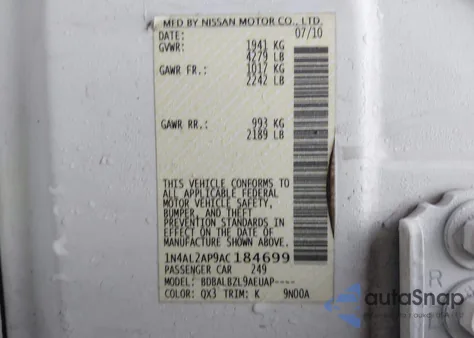 MFD BY NISSAN MOTOR CO., LTD.
DATE: 07/10
GVWR: 1941 KG
4279 LB
GAWR FR.: 1017 KG
2242 LB
GAWR RR.: 993 KG
2189 LB
THIS VEHICLE CONFORMS TO
ALL APPLICABLE FEDERAL
MOTOR VEHICLE SAFETY,
BUMPER, AND THEFT
PREVENTION STANDARDS IN
EFFECT ON THE DATE OF
MANUFACTURE SHOWN ABOVE.
1N4AL2AP9AC184699
PASSENGER CAR 249
MODEL: BDBALBZL9AEUAP----
COLOR: QX3 TRIM: K 9N00A
R
autoSnap